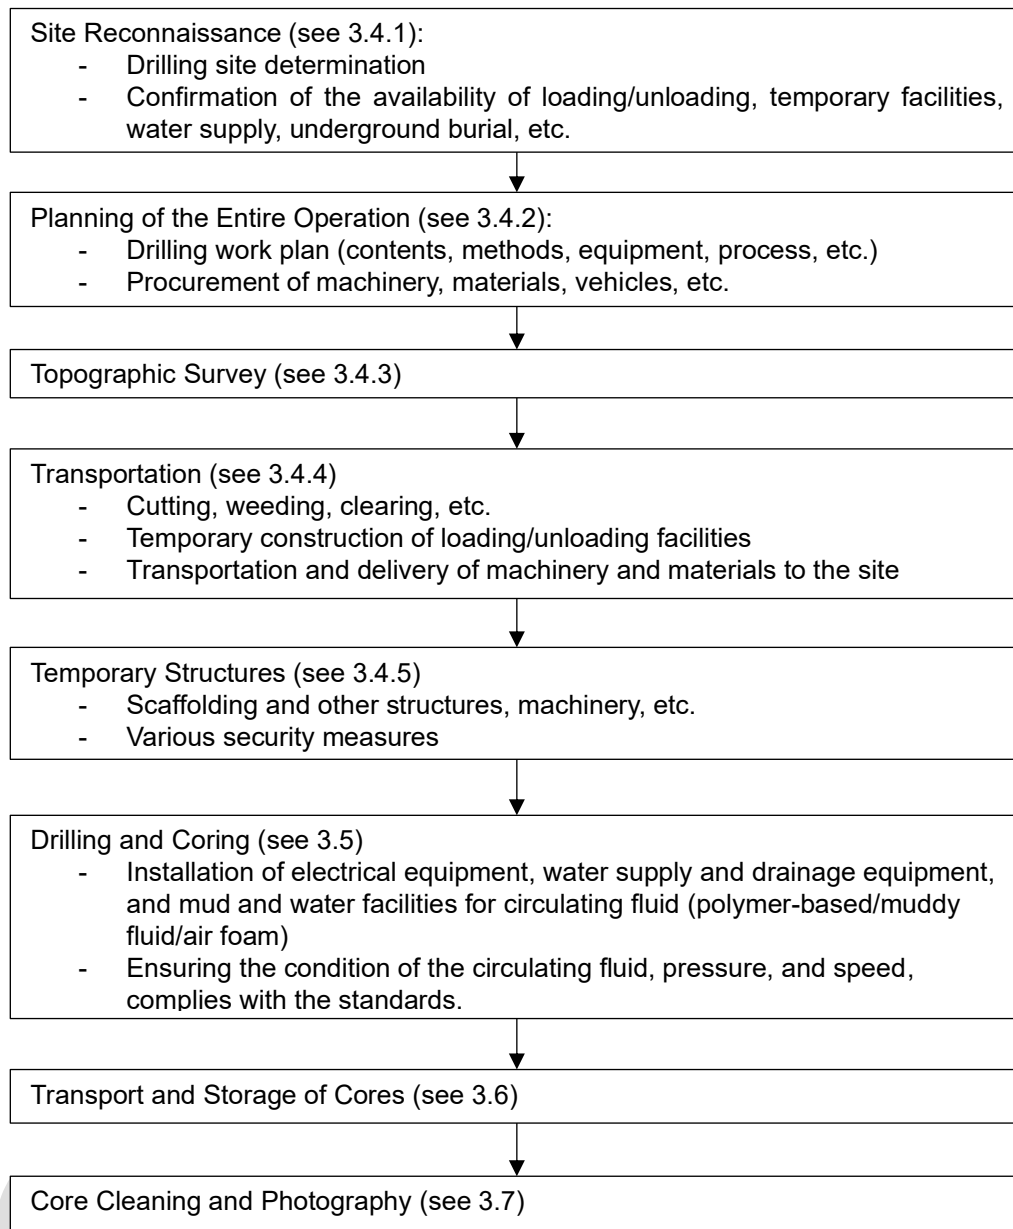 Site Reconnaissance (see 3.4.1):
- Drilling site determination
- Confirmation of the availability of loading/unloading, temporary facilities,
water supply, underground burial, etc.
Planning of the Entire Operation (see 3.4.2):
- Drilling work plan (contents, methods, equipment, process, etc.)
- Procurement of machinery, materials, vehicles, etc.
Topographic Survey (see 3.4.3)
Transportation (see 3.4.4)
- Cutting, weeding, clearing, etc.
- Temporary construction of loading/unloading facilities
- Transportation and delivery of machinery and materials to the site
Temporary Structures (see 3.4.5)
- Scaffolding and other structures, machinery, etc.
- Various security measures
Drilling and Coring (see 3.5)
- Installation of electrical equipment, water supply and drainage equipment,
and mud and water facilities for circulating fluid (polymer-based/muddy
fluid/air foam)
- Ensuring the condition of the circulating fluid, pressure, and speed,
complies with the standards.
Transport and Storage of Cores (see 3.6)
Core Cleaning and Photography (see 3.7)